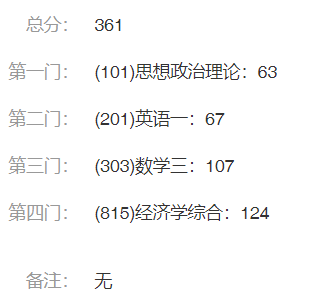 总分： 361
第一门： (101)思想政治理论：63
第二门： (201)英语一：67
第三门： (303)数学三：107
第四门： (815)经济学综合：124
备注： 无